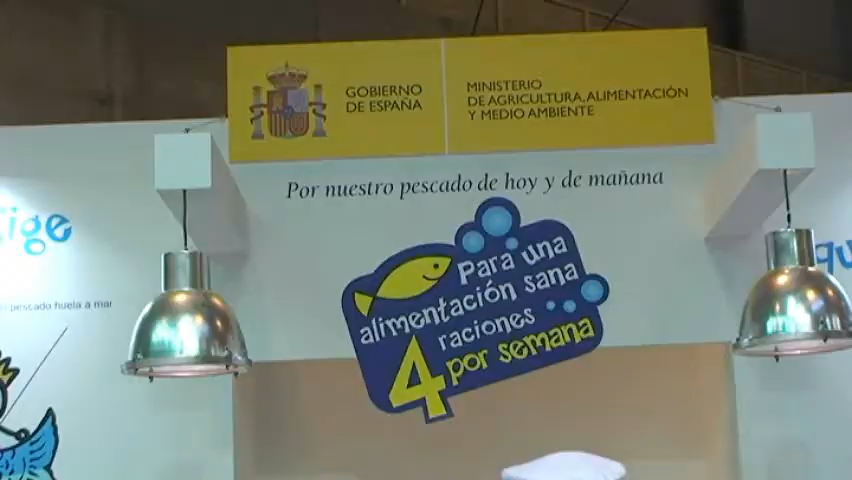 GOBIERNO
DE ESPAÑA
MINISTERIO
DE AGRICULTURA, ALIMENTACIÓN
Y MEDIO AMBIENTE
Por nuestro pescado de hoy y de mañana
Para una
alimentación sana
4 raciones
por semana
pescado huela a mar